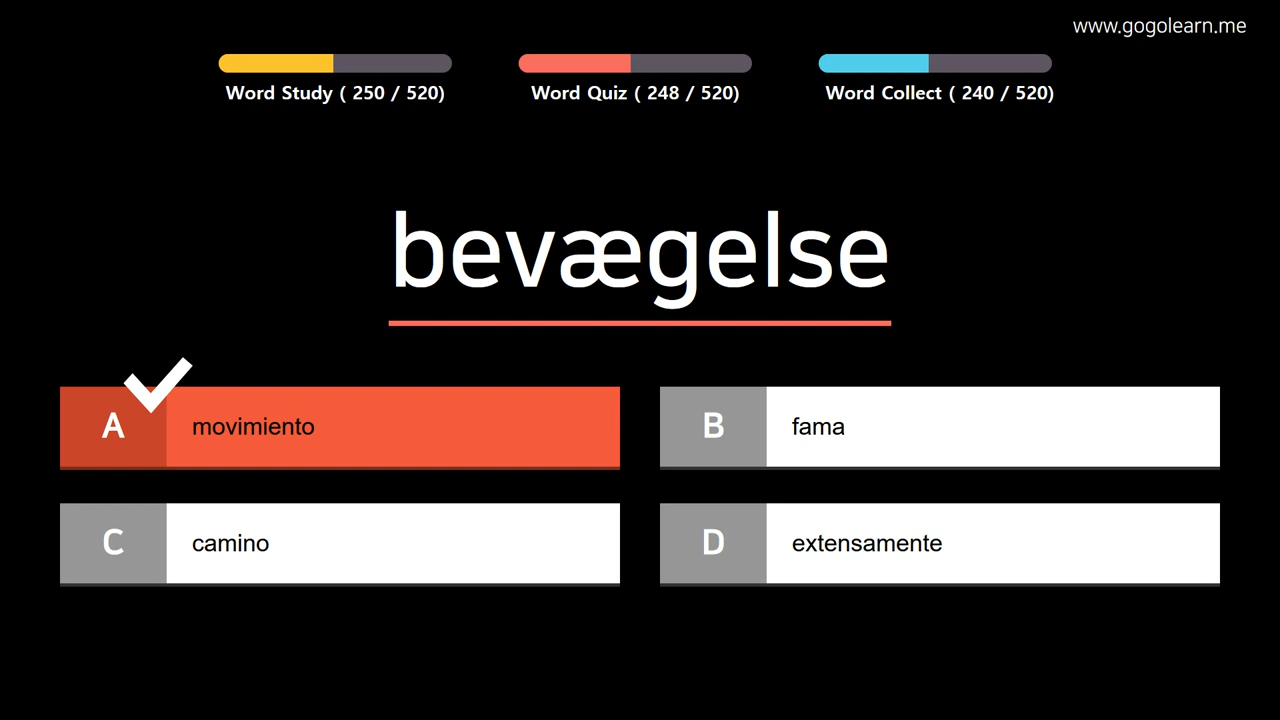 www.gogolearn.me
Word Study ( 250 / 520)
Word Quiz ( 248 / 520)
Word Collect ( 240 / 520)
bevægelse
A movimiento
B fama
C camino
D extensamente